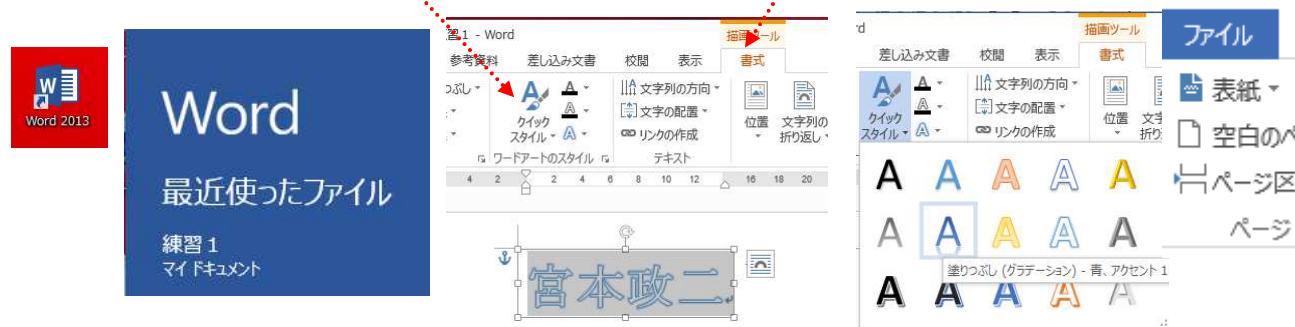 Word 2013
Word
最近使ったファイル
練習 1
マイ ドキュメント
習1 - Word
描画ツール
参考資料 差し込み文書 校閲 表示 書式
クイック
スタイル
文字列の方向
文字の配置
リンクの作成
位置
文字列の
折り返し
ワードアートのスタイル
テキスト
4 2 2 4 6 8 10 12 16 18 20
宮本政二
描画ツール
差し込み文書 校閲 表示 書式
クイック
スタイル
文字列の方向
文字の配置
リンクの作成
位置
A A A A A
A A A A A
塗りつぶし (グラデーション) - 青、アクセント 1
A A A A A
ファイル
表紙
空白のペ
ページ区
ページ